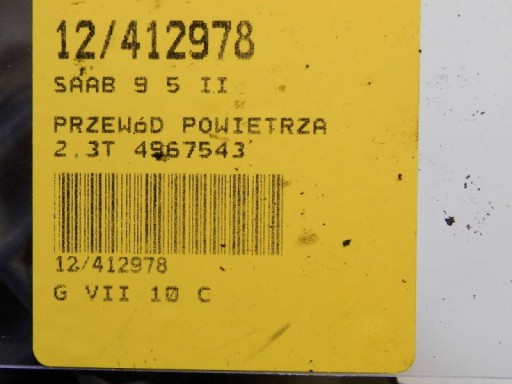 12/412978
SAAB 9 5 II
PRZEWóD POWIETRZA
2.3T 4967543
12/412978
G VII 10 C